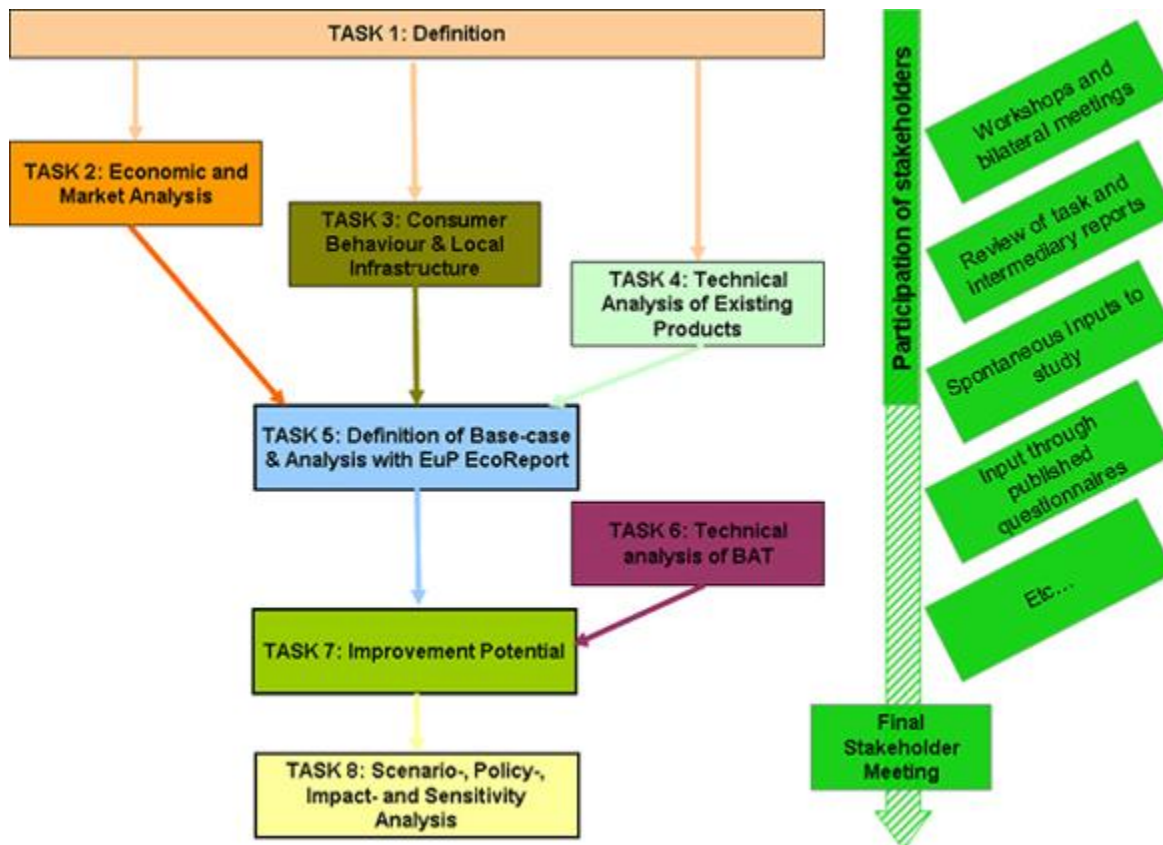 TASK 1: Definition
TASK 2: Economic and
Market Analysis
TASK 3: Consumer
Behaviour & Local
Infrastructure
TASK 4: Technical
Analysis of Existing
Products
TASK 5: Definition of Base-case
& Analysis with EuP EcoReport
TASK 6: Technical
analysis of BAT
TASK 7: Improvement Potential
TASK 8: Scenario-, Policy-,
Impact- and Sensitivity
Analysis
Participation of stakeholders
Workshops and
bilateral meetings
Review of task and
intermediary reports
Spontaneous Inputs to
study
Input through
published
questionnaires
Etc...
Final
Stakeholder
Meeting